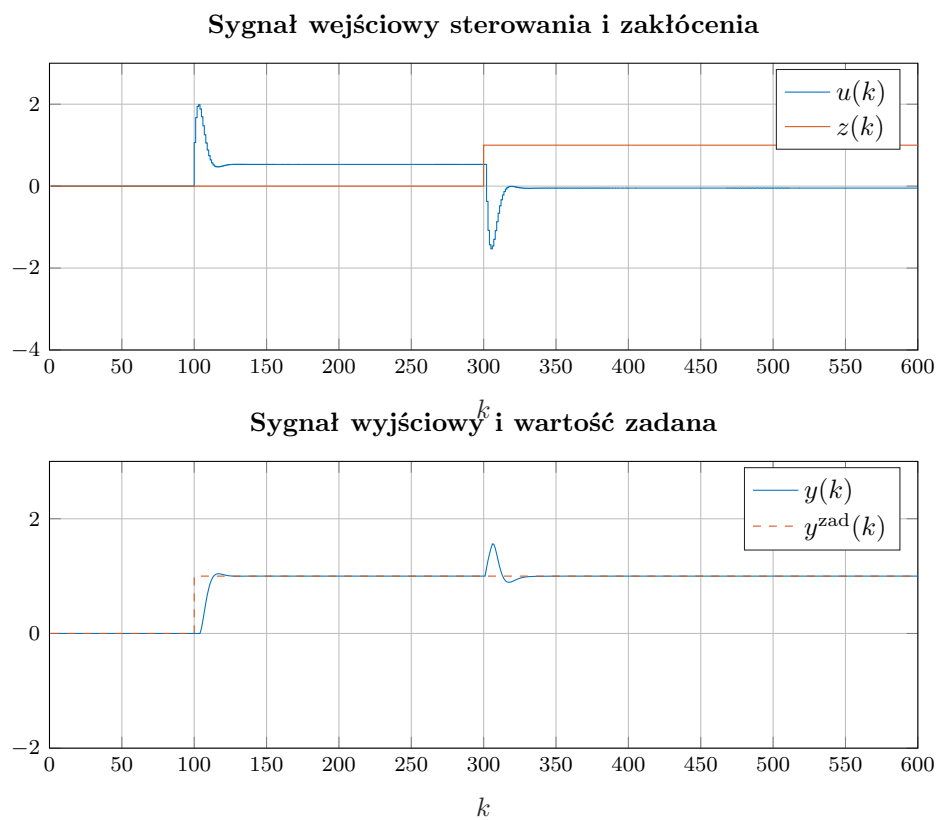 Sygnał wejściowy sterowania i zakłócenia
u(k)
z(k)
2
0
−2
−4
0 50 100 150 200 250 300 350 400 450 500 550 600
k
Sygnał wyjściowy i wartość zadana
y(k)
y^zad(k)
2
0
−2
0 50 100 150 200 250 300 350 400 450 500 550 600
k